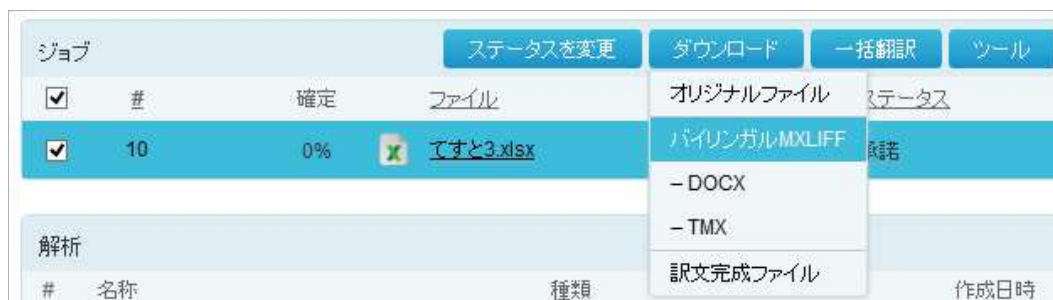 ジョブ ステータスを変更 ダウンロード 一括翻訳 ツール
# 確定 ファイル ステータス
10 0% てすと3.xlsx 承諾
オリジナルファイル
バイリンガルMXLIFF
– DOCX
– TMX
訳文完成ファイル
解析
# 名称 種類 作成日時